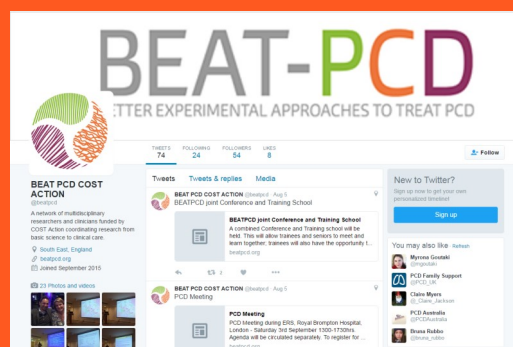 BEAT-PCD
ETTER EXPERIMENTAL APPROACHES TO TREAT PCD
TWEETS FOLLOWING FOLLOWERS LIKES
74 24 54 8
Follow
BEAT PCD COST
ACTION
@beatpcd
A network of multidisciplinary
researchers and clinicians funded by
COST Action coordinating research from
basic science to clinical care.
South East, England
beatpcd.org
Joined September 2015
23 Photos and videos
Tweets Tweets & replies Media
BEAT PCD COST ACTION @beatpcd · Aug 5
BEATPCD joint Conference and Training School
BEATPCD joint Conference and Training School
A combined Conference and Training School will be
held. This will allow trainees and seniors to meet and
learn together, trainees will also have the opportunity t...
beatpcd.org
2
BEAT PCD COST ACTION @beatpcd · Aug 5
PCD Meeting
PCD Meeting
PCD Meeting during ERS: Royal Brompton Hospital,
London - Saturday 3rd September 1300-1730hrs.
Agenda will be circulated separately. To register for ...
beatpcd.org
New to Twitter?
Sign up now to get your own
personalized timeline!
Sign up
You may also like · Refresh
Myrona Goutaki
@mgoutaki
PCD Family Support
@PCD_UK
Claire Myers
@_Claire_Jackson
PCD Australia
@PCDAustralia
Bruna Rubbo
@bruna_rubbo